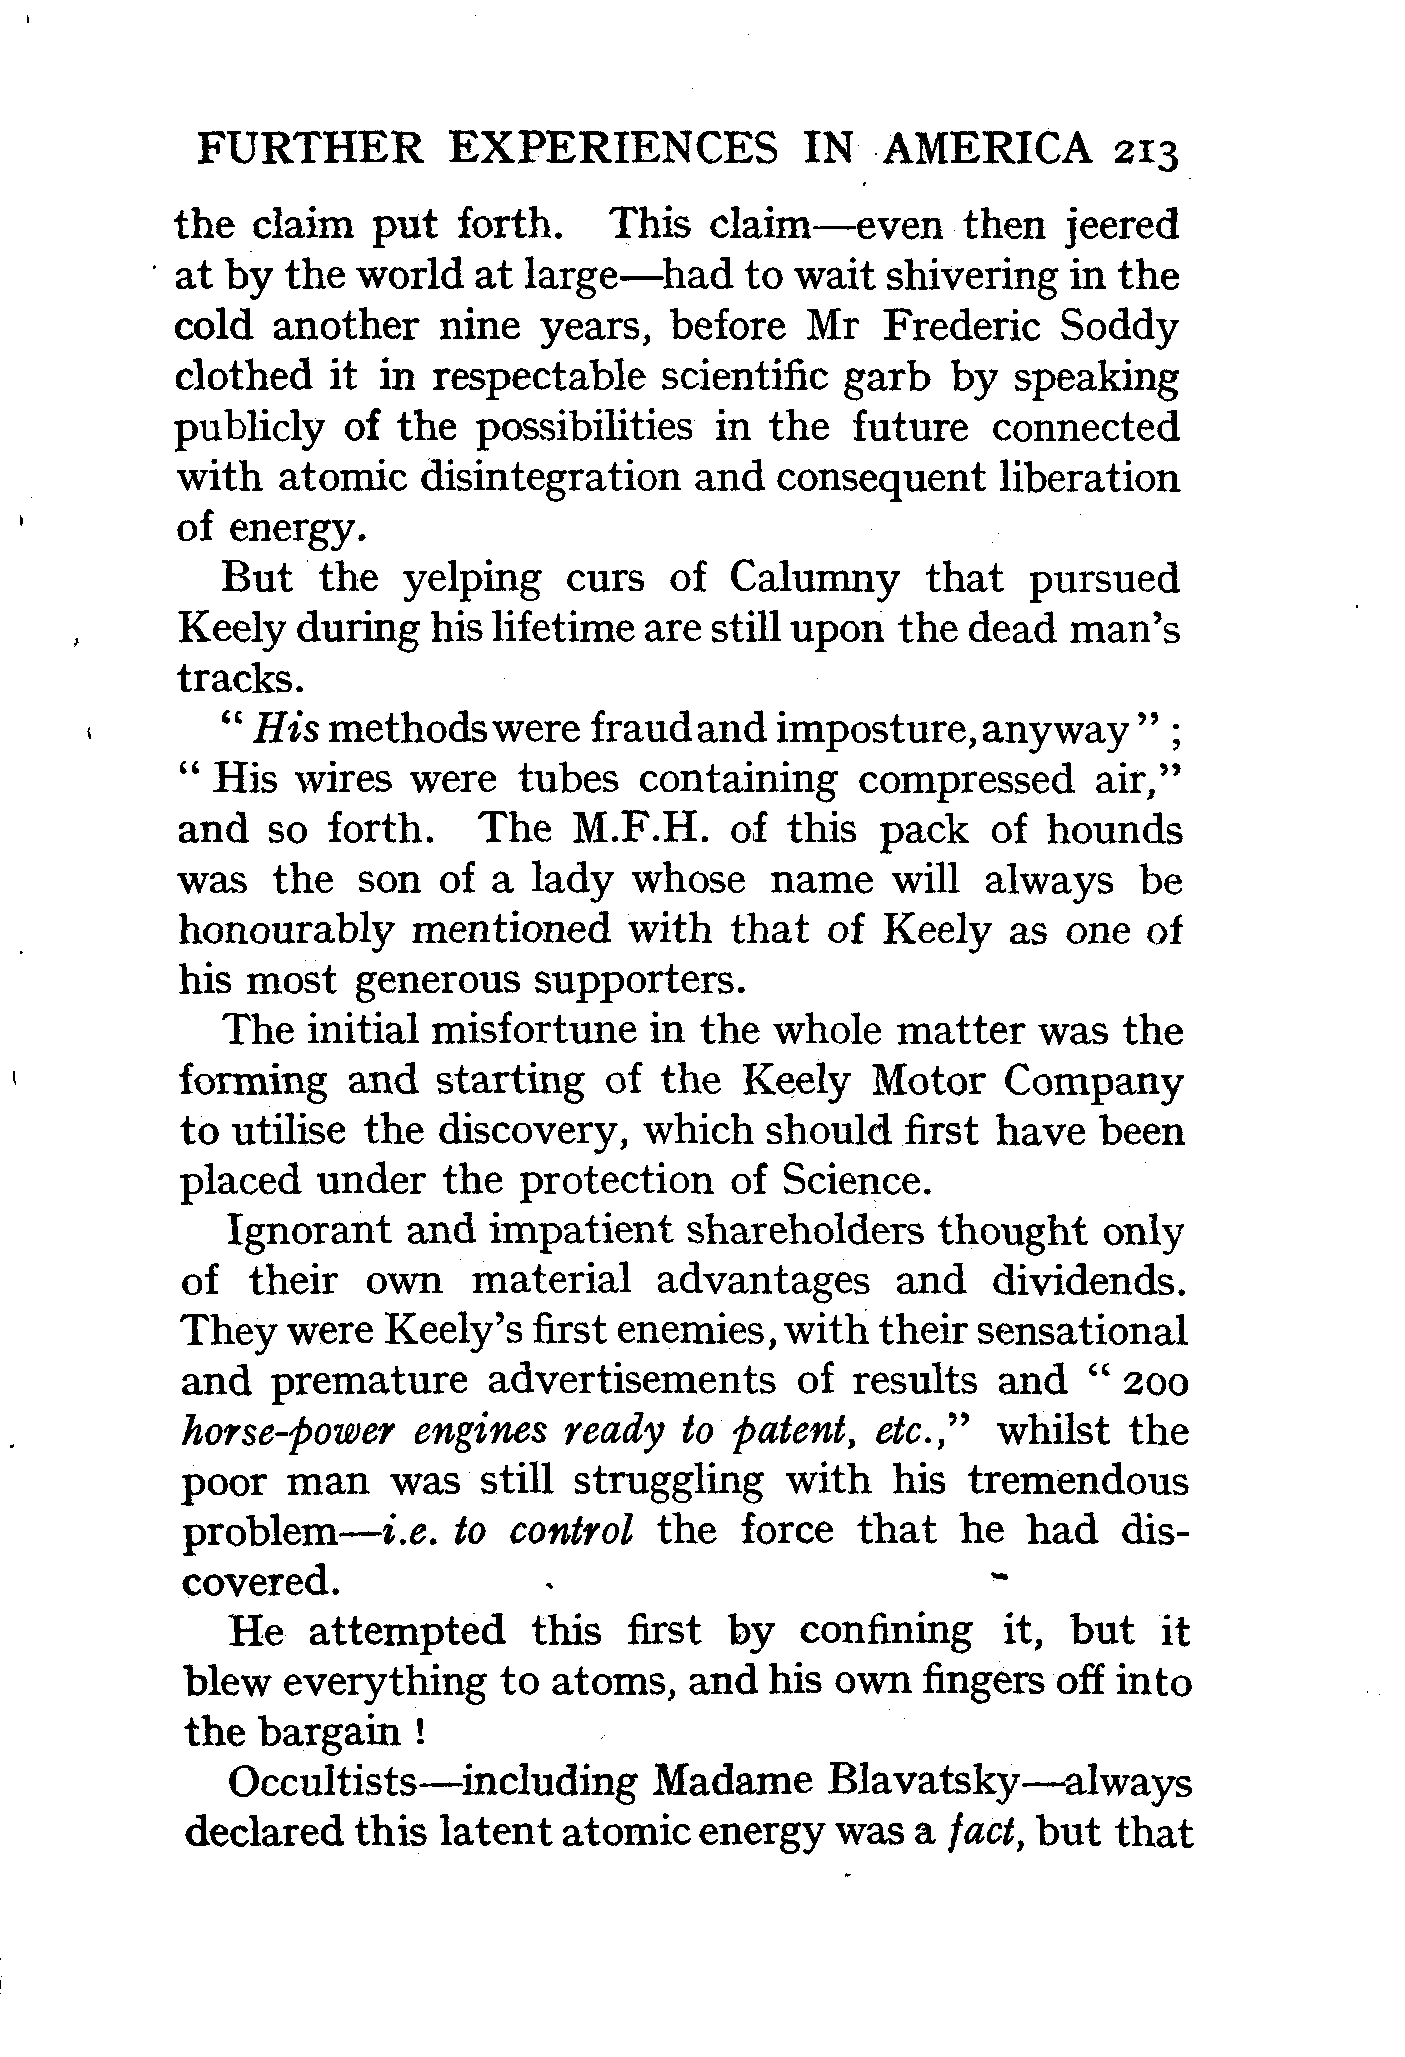 FURTHER EXPERIENCES IN AMERICA 213
the claim put forth. This claim—even then jeered
at by the world at large—had to wait shivering in the
cold another nine years, before Mr Frederic Soddy
clothed it in respectable scientific garb by speaking
publicly of the possibilities in the future connected
with atomic disintegration and consequent liberation
of energy.
But the yelping curs of Calumny that pursued
Keely during his lifetime are still upon the dead man's
tracks.
" His methods were fraud and imposture, anyway " ;
" His wires were tubes containing compressed air,"
and so forth. The M.F.H. of this pack of hounds
was the son of a lady whose name will always be
honourably mentioned with that of Keely as one of
his most generous supporters.
The initial misfortune in the whole matter was the
forming and starting of the Keely Motor Company
to utilise the discovery, which should first have been
placed under the protection of Science.
Ignorant and impatient shareholders thought only
of their own material advantages and dividends.
They were Keely's first enemies, with their sensational
and premature advertisements of results and " 200
horse-power engines ready to patent, etc.," whilst the
poor man was still struggling with his tremendous
problem—i.e. to control the force that he had dis-
covered.
He attempted this first by confining it, but it
blew everything to atoms, and his own fingers off into
the bargain !
Occultists—including Madame Blavatsky—always
declared this latent atomic energy was a fact, but that